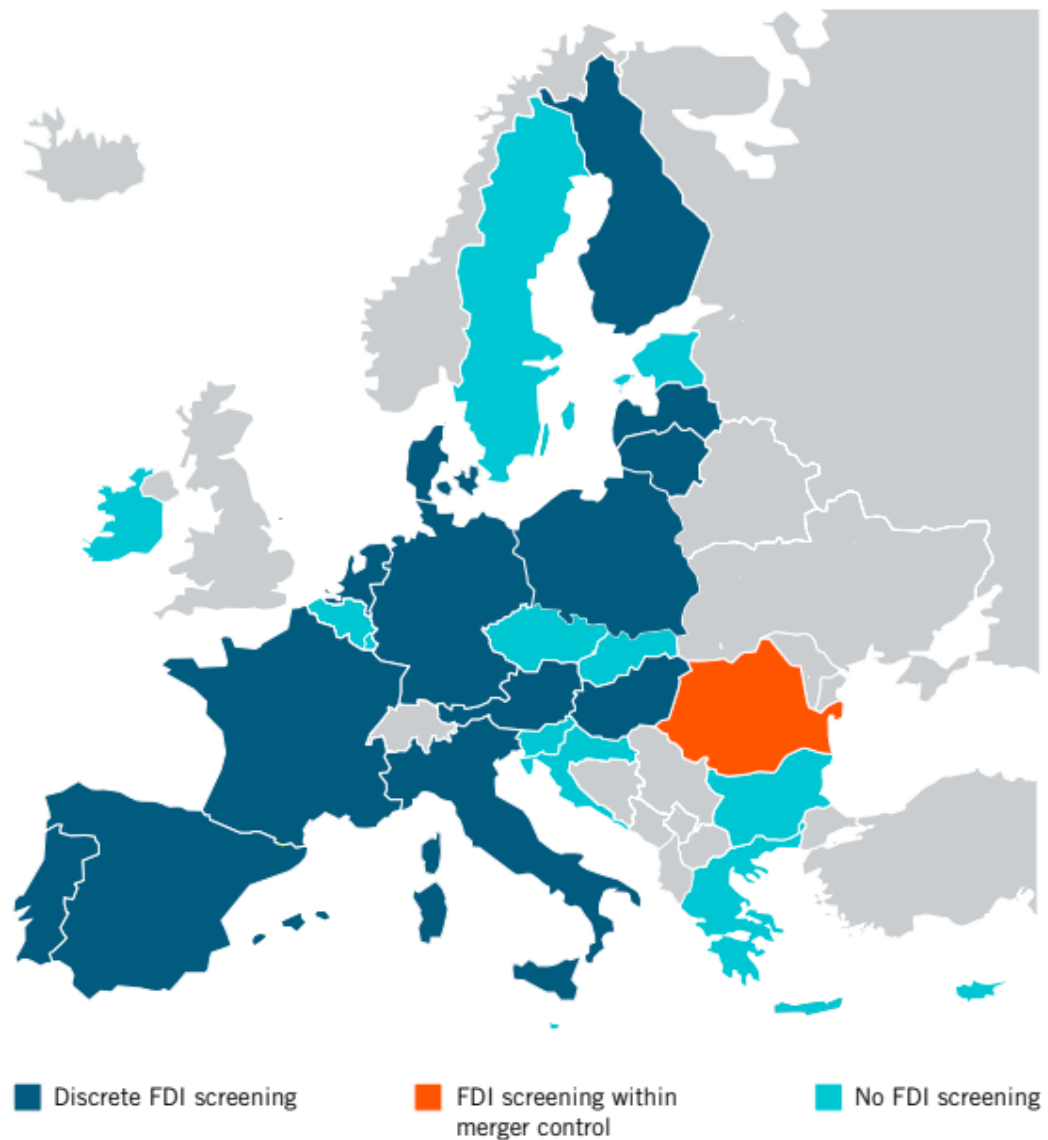 Discrete FDI screening
FDI screening within
merger control
No FDI screening